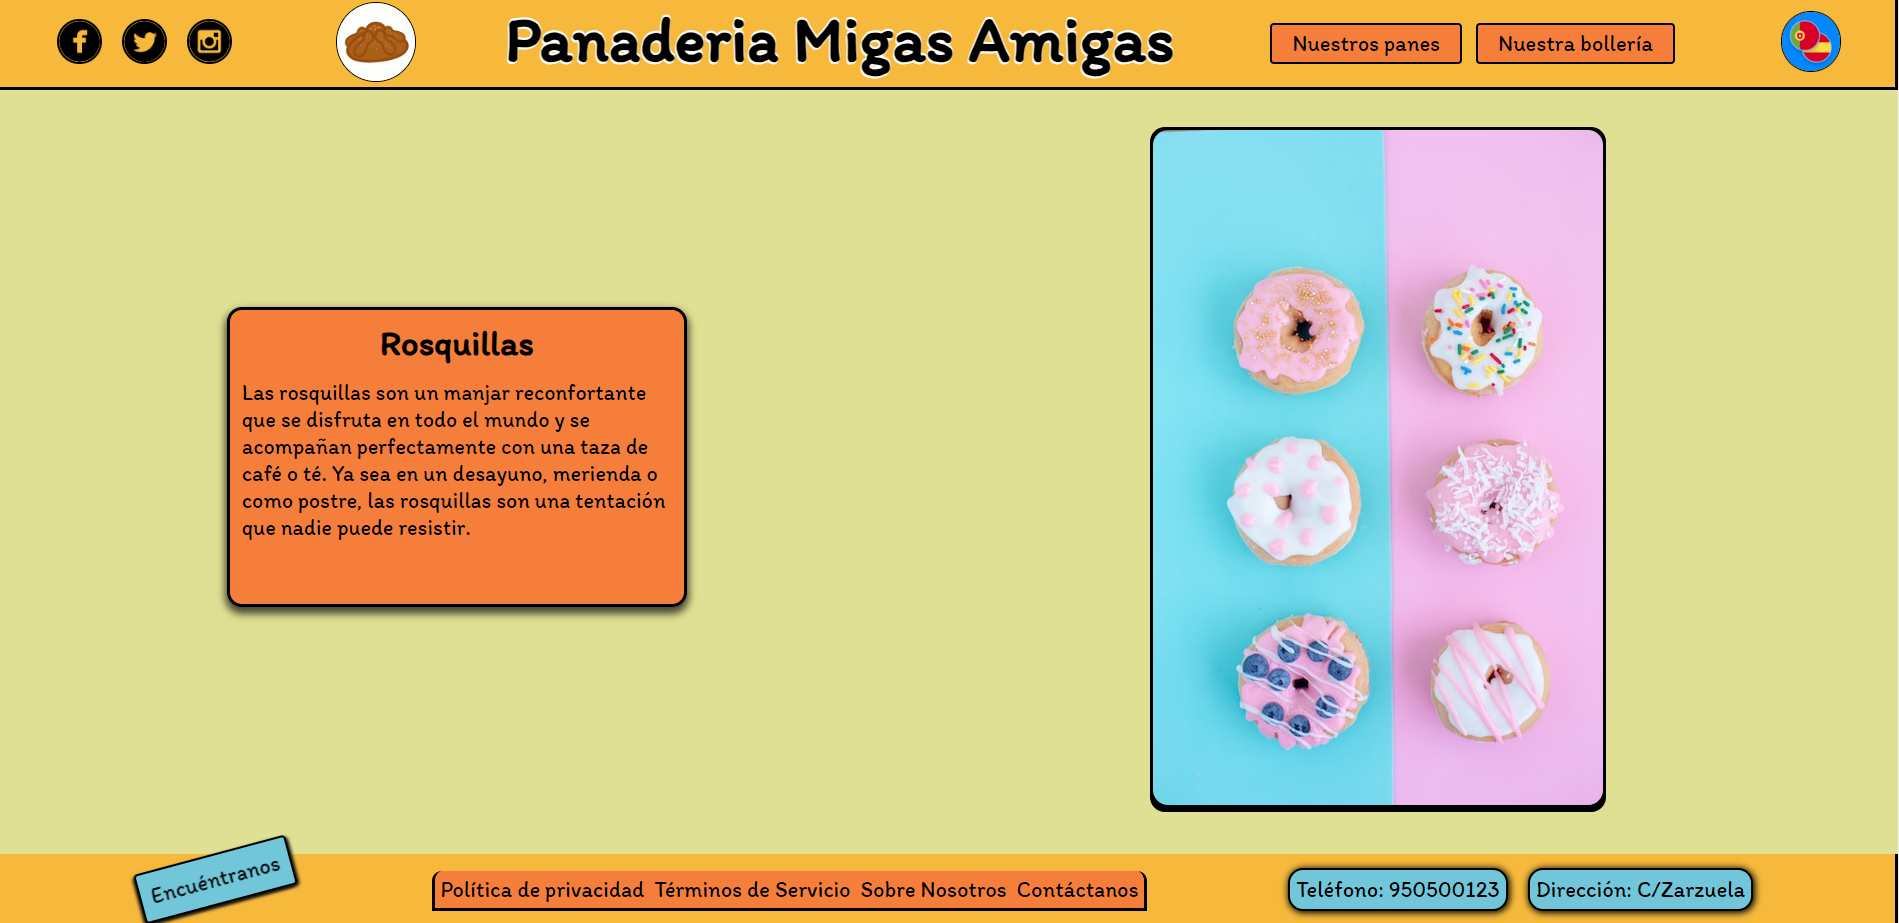 Panaderia Migas Amigas
Nuestros panes
Nuestra bollería
Rosquillas
Las rosquillas son un manjar reconfortante
que se disfruta en todo el mundo y se
acompañan perfectamente con una taza de
café o té. Ya sea en un desayuno, merienda o
como postre, las rosquillas son una tentación
que nadie puede resistir.
Encuéntranos
Política de privacidad Términos de Servicio Sobre Nosotros Contáctanos
Teléfono: 950500123
Dirección: C/Zarzuela